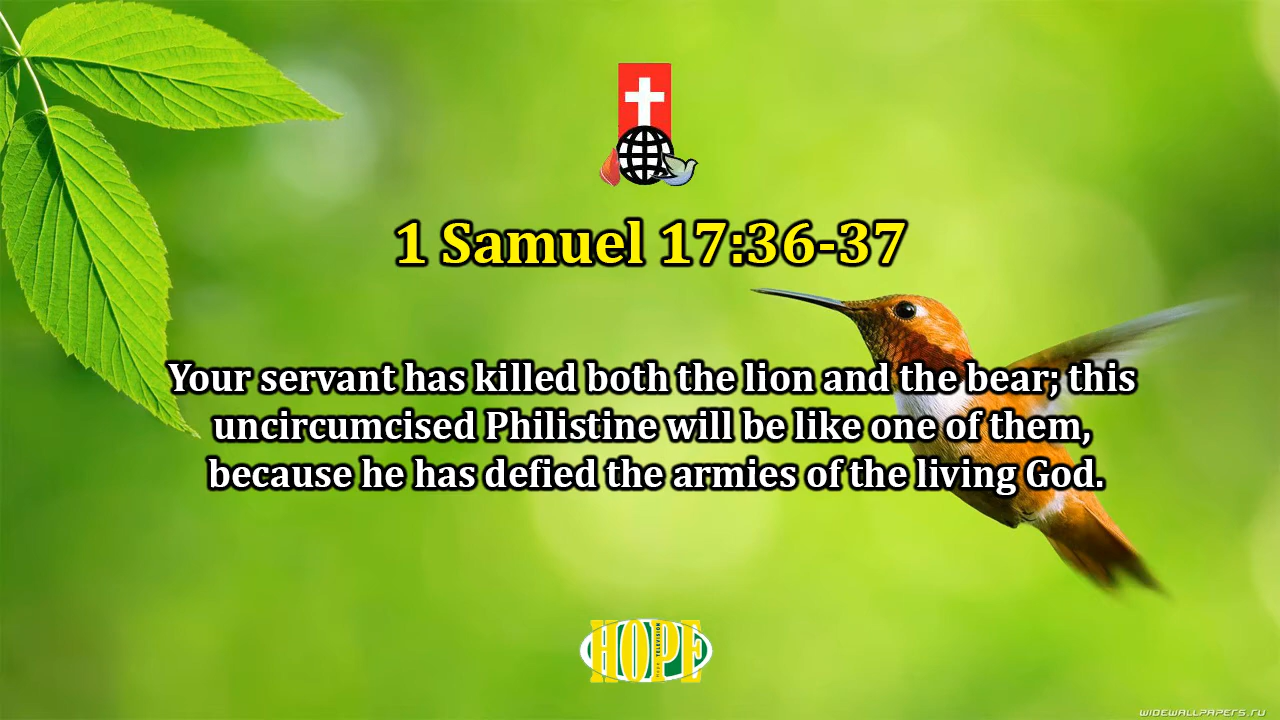 1 Samuel 17:36-37
Your servant has killed both the lion and the bear; this
uncircumcised Philistine will be like one of them,
because he has defied the armies of the living God.
HOPE
TELEVISION
WIDEWALLPAPERS.RU